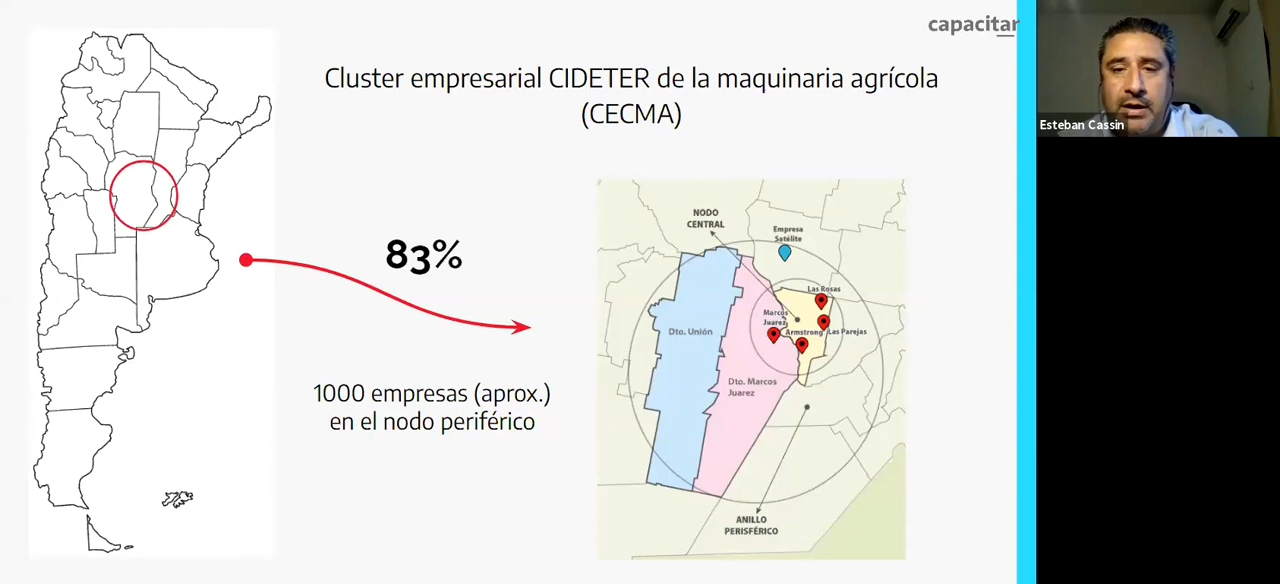 capacitar
Esteban Cassin
Cluster empresarial CIDETER de la maquinaria agrícola
(CECMA)
83%
1000 empresas (aprox.)
en el nodo periférico
NODO
CENTRAL
Empresa
Satélite
Las Rosas
Marcos
Juarez
Armstrong
Las Parejas
Dto. Unión
Dto. Marcos
Juarez
ANILLO
PERISFÉRICO